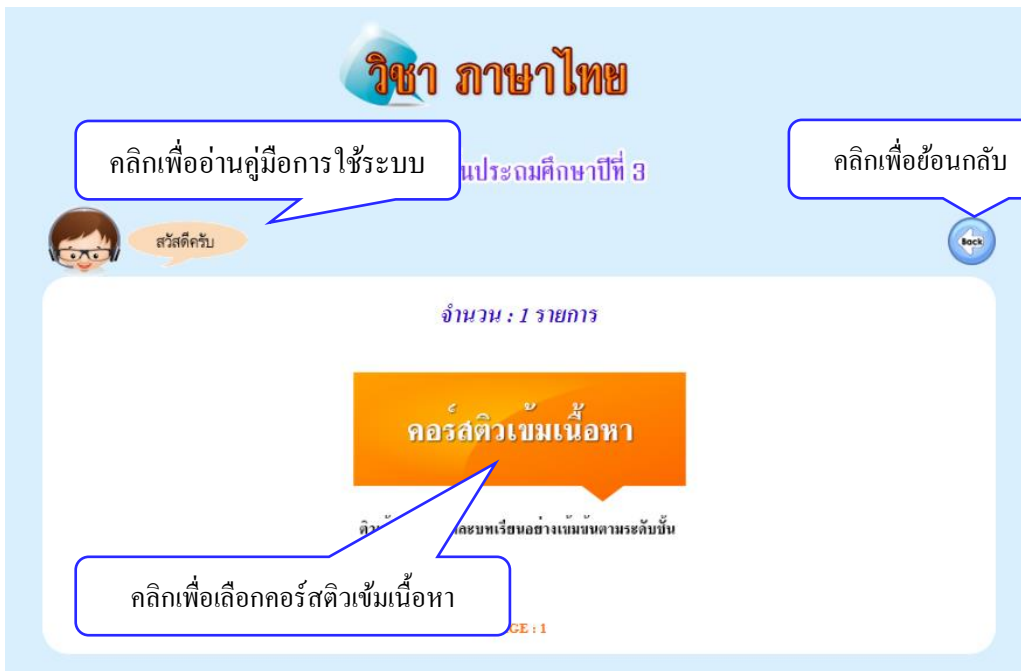 วิชา ภาษาไทย
คลิกเพื่ออ่านคู่มือการใช้ระบบ
นประถมศึกษาปีที่ 3
คลิกเพื่อย้อนกลับ
สวัสดีครับ
Back
จำนวน : 1 รายการ
คอร์สติวเข้มเนื้อหา
ละบทเรียนอย่างเข้มข้นตามระดับชั้น
คลิกเพื่อเลือกคอร์สติวเข้มเนื้อหา
GE : 1